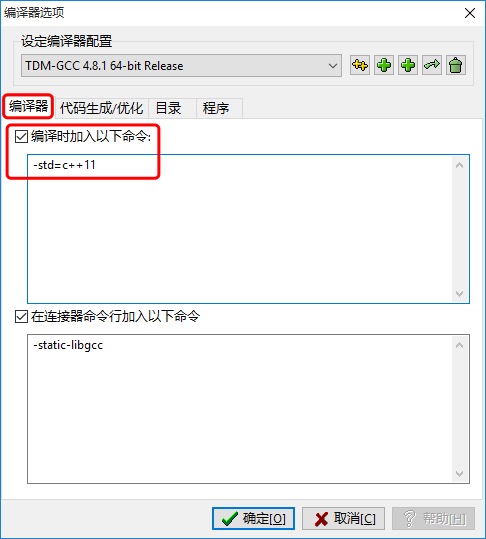 编译器选项
设定编译器配置
TDM-GCC 4.8.1 64-bit Release
编译器 代码生成/优化 目录 程序
编译时加入以下命令:
-std=c++11
在连接器命令行加入以下命令
-static-libgcc
确定[O] 取消[C] 帮助[H]